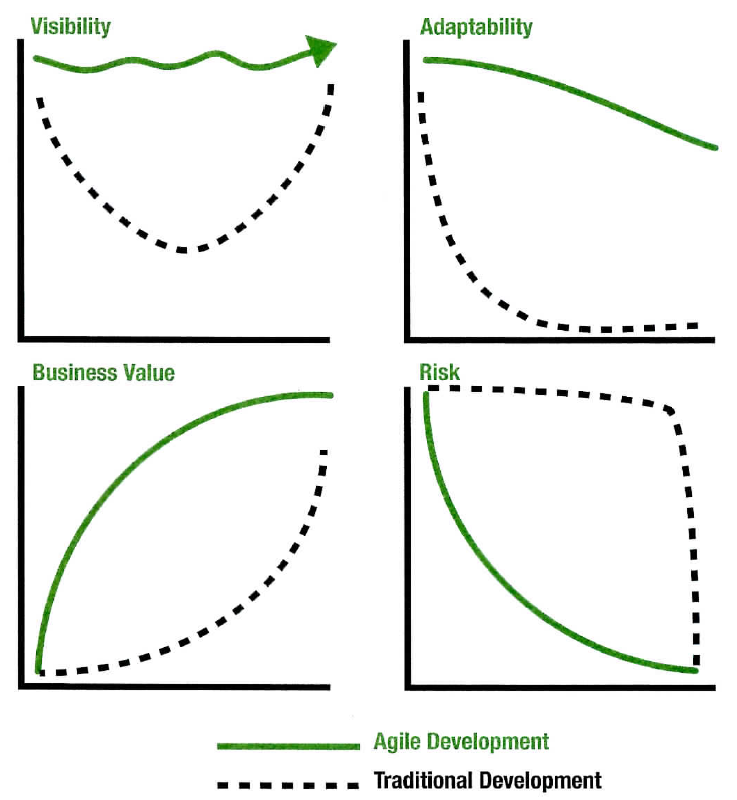 Visibility
Adaptability
Business Value
Risk
Agile Development
Traditional Development